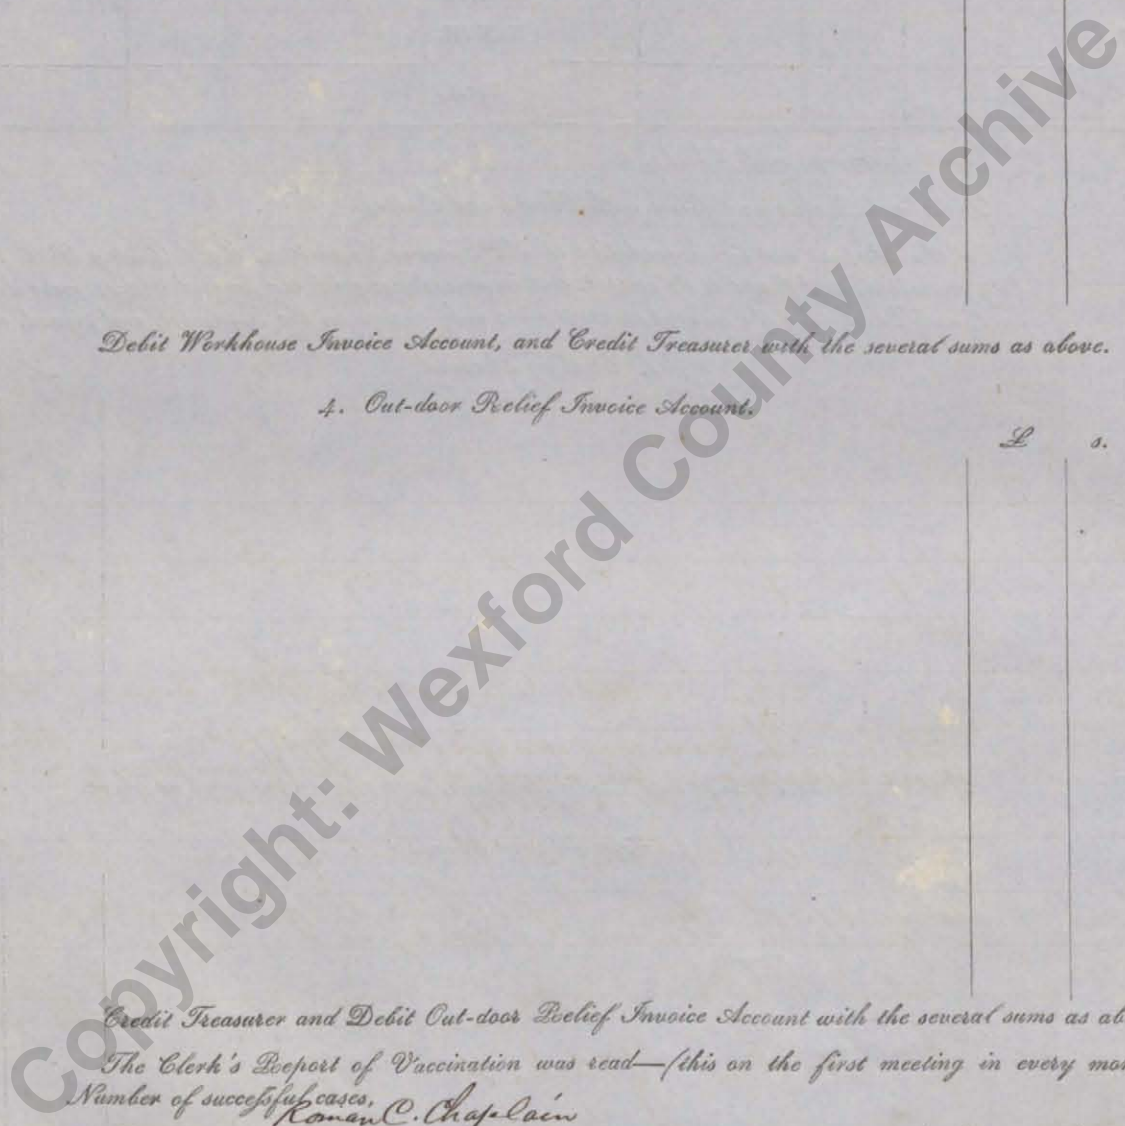 Debit Workhouse Invoice Account, and Credit Treasurer with the several sums as above.
4. Out-door Relief Invoice Account.
£ s.
Credit Treasurer and Debit Out-door Relief Invoice Account with the several sums as ab
The Clerk's Report of Vaccination was read—(this on the first meeting in every mon
Number of successful cases,
Roman C. Chaplain
Copyright: Wexford County Archive